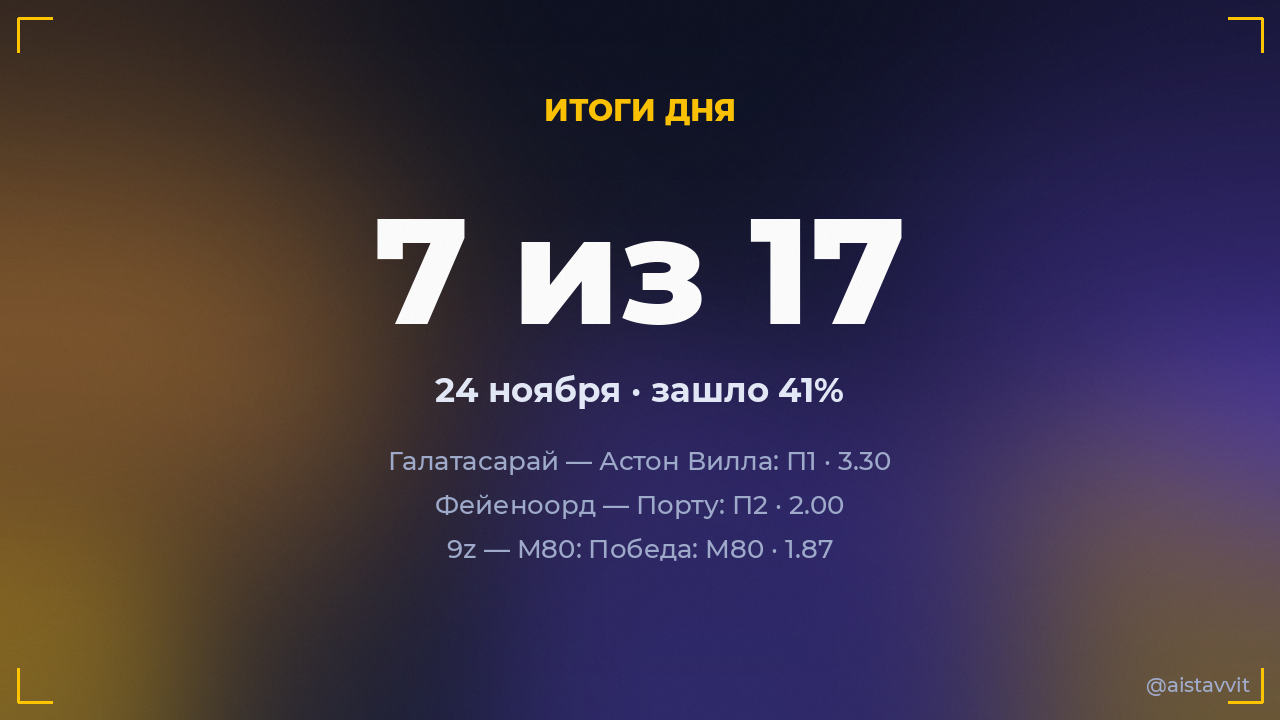 ИТОГИ ДНЯ
7 из 17
24 ноября · зашло 41%
Галатасарай — Астон Вилла: П1 · 3.30
Фейеноорд — Порту: П2 · 2.00
9z — M80: Победа: M80 · 1.87
@aistavvit